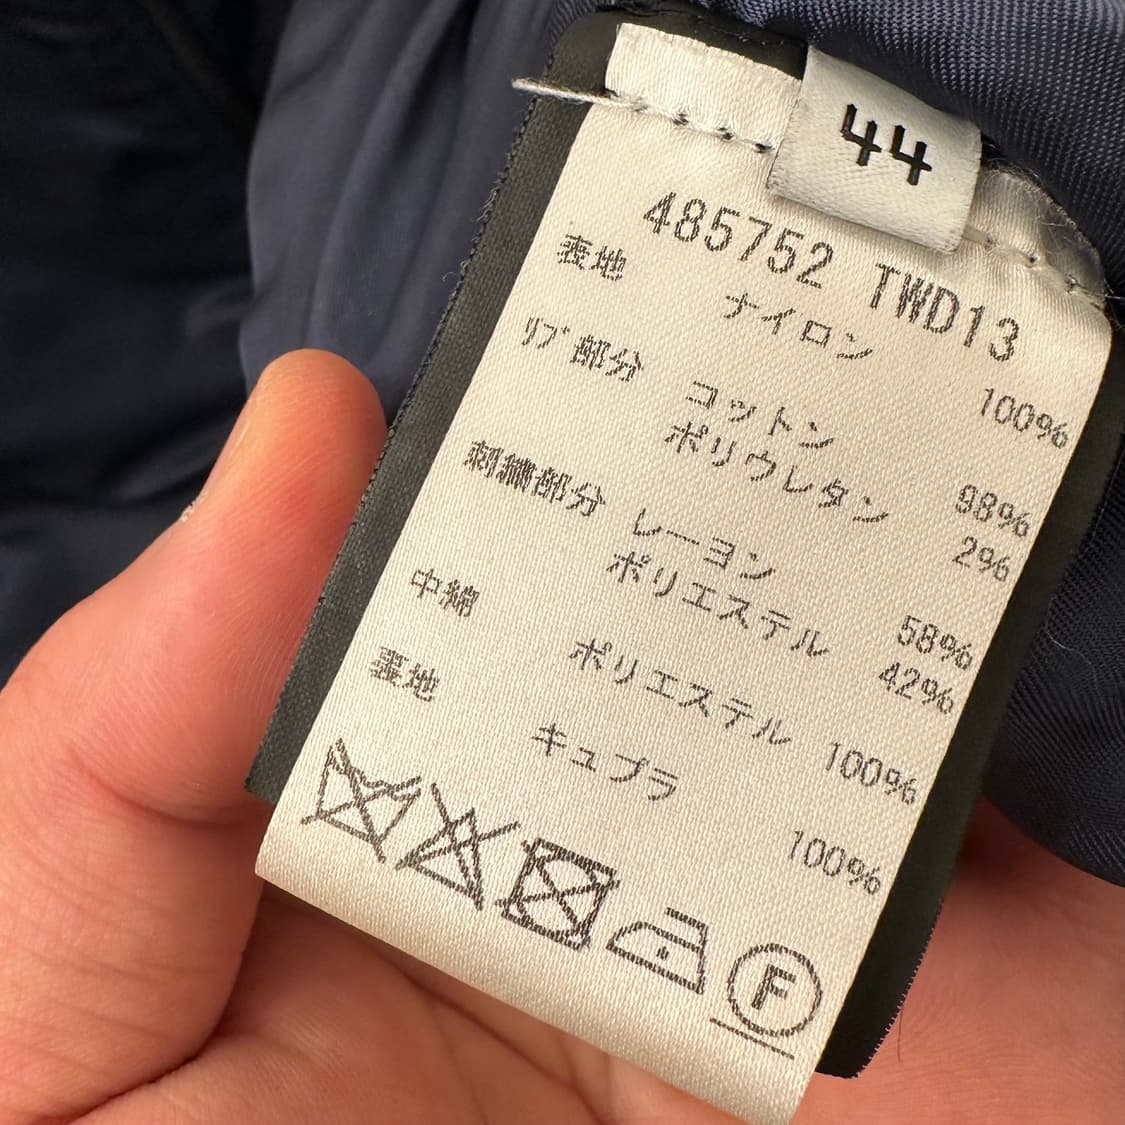 44
485752 TWD13
表地
ナイロン 100%
リブ部分
コットン 98%
ポリウレタン 2%
刺繍部分
レーヨン 58%
ポリエステル 42%
中綿
ポリエステル 100%
裏地
キュプラ 100%
F